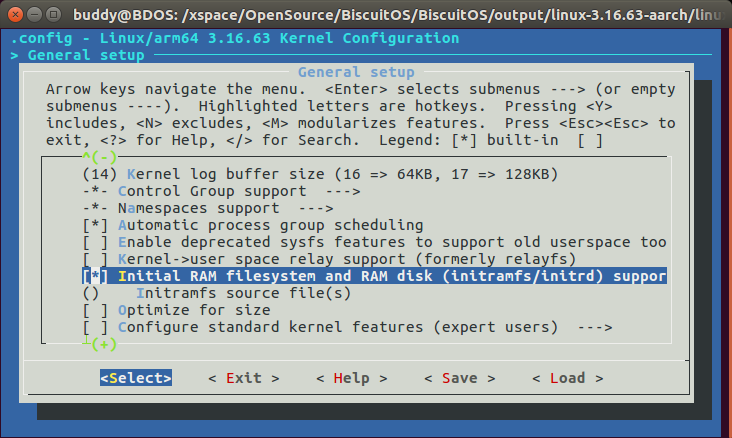 buddy@BDOS: /xspace/OpenSource/BiscuitOS/BiscuitOS/output/linux-3.16.63-aarch/linu
.config - Linux/arm64 3.16.63 Kernel Configuration
> General setup
General setup
Arrow keys navigate the menu.  <Enter> selects submenus ---> (or empty
submenus ----).  Highlighted letters are hotkeys.  Pressing <Y>
includes, <N> excludes, <M> modularizes features.  Press <Esc><Esc> to
exit, <?> for Help, </> for Search.  Legend: [*] built-in  [ ]
^(-)
(14) Kernel log buffer size (16 => 64KB, 17 => 128KB)
-*- Control Group support  --->
-*- Namespaces support  --->
[*] Automatic process group scheduling
[ ] Enable deprecated sysfs features to support old userspace too
[ ] Kernel->user space relay support (formerly relayfs)
[*] Initial RAM filesystem and RAM disk (initramfs/initrd) suppor
()    Initramfs source file(s)
[ ] Optimize for size
[ ] Configure standard kernel features (expert users)  --->
(+)
<Select>    < Exit >    < Help >    < Save >    < Load >